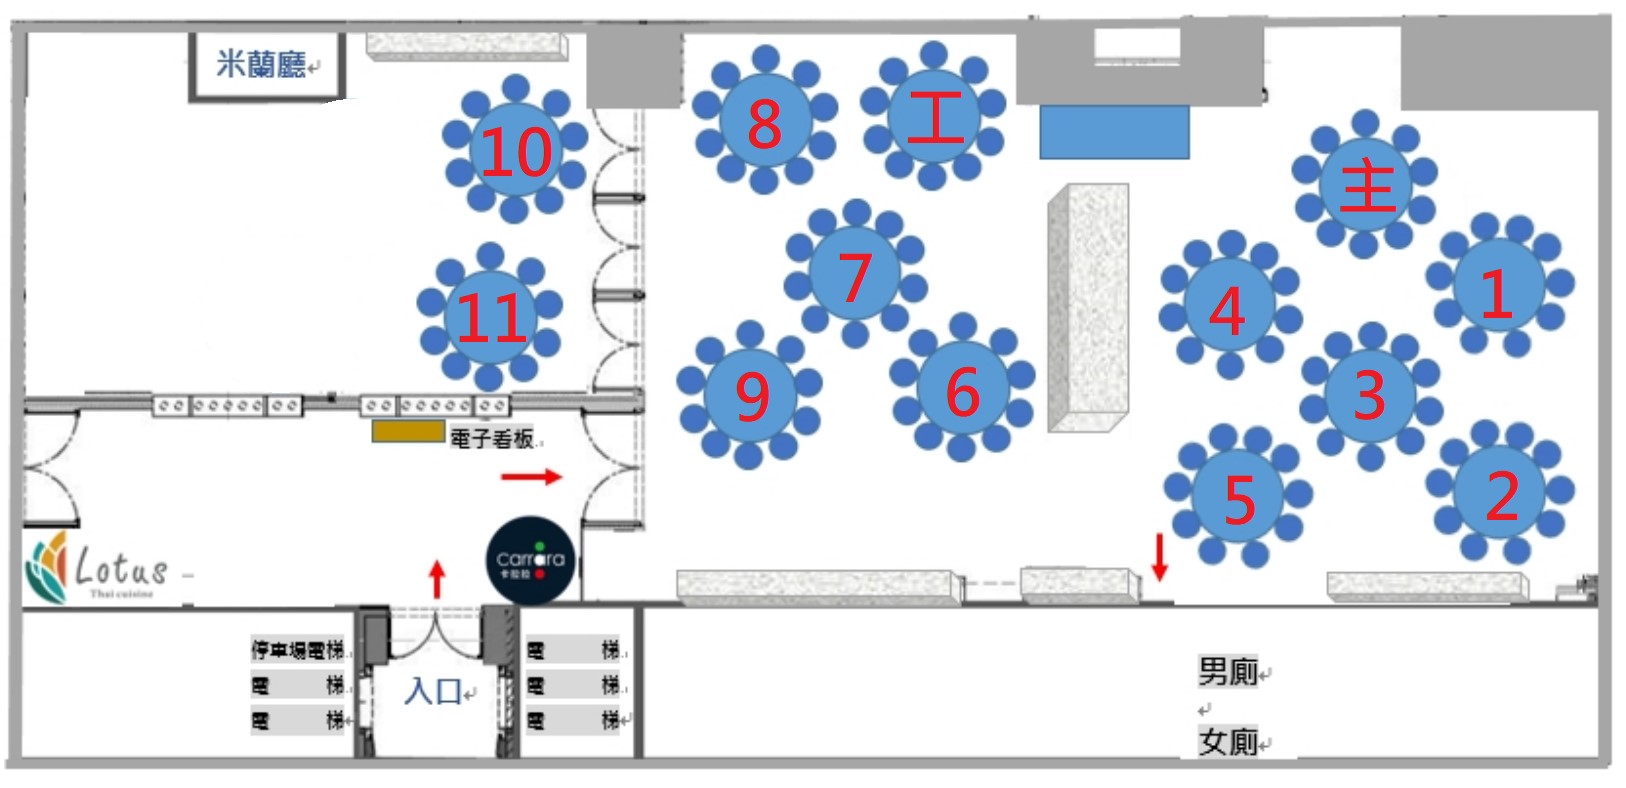 米蘭廳
10
8
工
主
1
4
7
11
3
6
9
2
5
電子看板
Lotus
Thai cuisine
Carrara
卡拉拉
停車場電梯
電 梯
電 梯
入口
電 梯
電 梯
電 梯
男廁
女廁